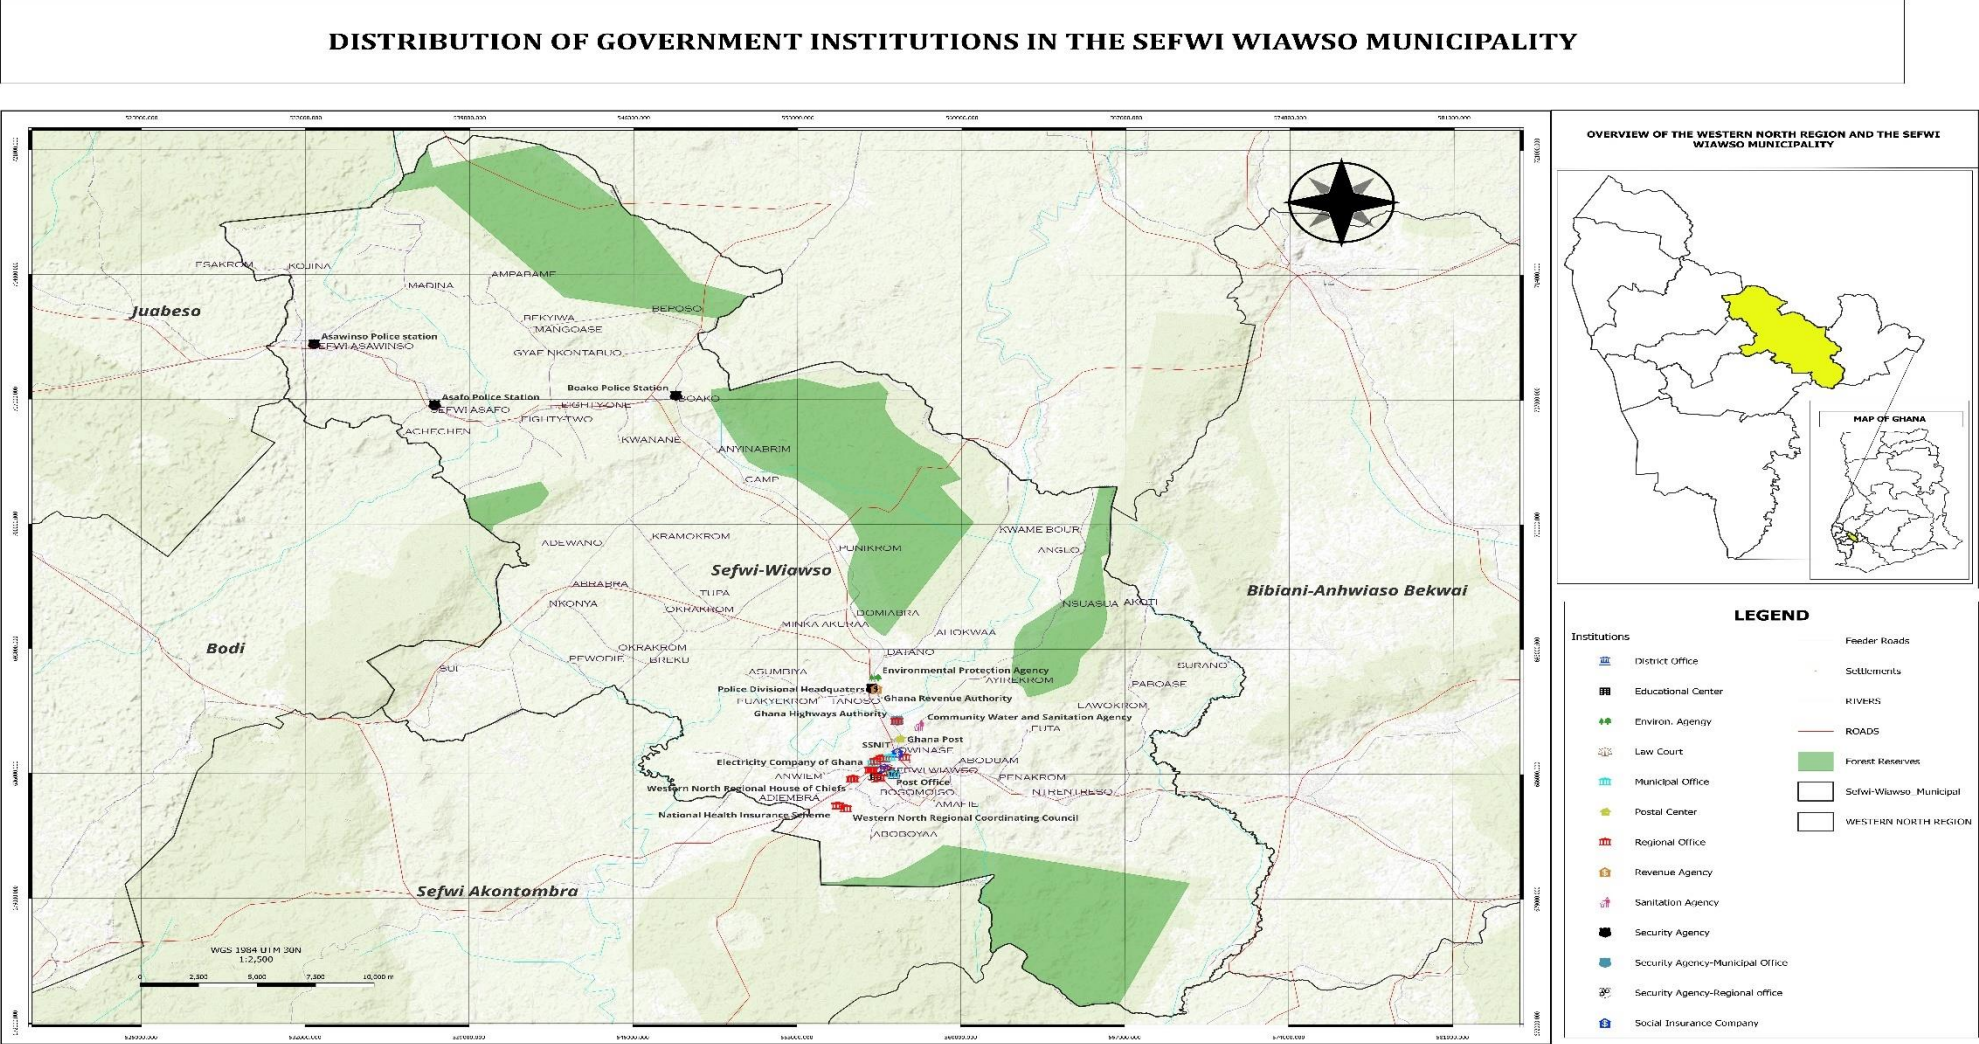 DISTRIBUTION OF GOVERNMENT INSTITUTIONS IN THE SEFWI WIAWSO MUNICIPALITY
ESAKROM
KOJINA
MADINA
AMPABAME
Juabeso
BEPOSO
BEKYIWA
MANGOASE
Asawinso Police station
SEFWI ASAWINSO
GYAE NKONTABUO
Boako Police Station
BOAKO
Asafo Police Station
SEFWI ASAFO
EIGHTY-ONE
EIGHTY-TWO
ACHECHEN
KWANANE
ANYINABRIM
CAMP
KWAME BOUR
ADEWANO
KRAMOKROM
PUNIKROM
ANGLO
Sefwi-Wiawso
ABRABRA
TUPA
NKONYA
OKRAKROM
DOMIABRA
NSUASUA
AKOTI
Bibiani-Anhwiaso Bekwai
MINKA AKURAA
AHOKWAA
Bodi
OKRAKROM
PEWODIE
BREKU
DATANO
SUI
ASUMBIYA
Environmental Protection Agency
AYIREKROM
SURANO
PABOASE
Police Divisional Headquaters
Ghana Revenue Authority
FUAKYEKROM
TANOSO
LAWOKROM
Ghana Highways Authority
Community Water and Sanitation Agency
FUTA
SSNIT
Ghana Post
DWINASE
Electricity Company of Ghana
ABODUAM
SEFWI WIAWSO
ANWIEM
Post Office
PENAKROM
Western North Regional House of Chiefs
BOSOMOISO
NTRENTRESO
ADIEMBRA
AMAFIE
National Health Insurance Scheme
Western North Regional Coordinating Council
ABOBOYAA
Sefwi Akontombra
WGS 1984 UTM 30N
1:2,500
0 2,500 5,000 7,500 10,000 m
OVERVIEW OF THE WESTERN NORTH REGION AND THE SEFWI
WIAWSO MUNICIPALITY
MAP OF GHANA
LEGEND
Institutions
District Office
Educational Center
Environ. Agency
Law Court
Municipal Office
Postal Center
Regional Office
Revenue Agency
Sanitation Agency
Security Agency
Security Agency-Municipal Office
Security Agency-Regional office
Social Insurance Company
Feeder Roads
Settlements
RIVERS
ROADS
Forest Reserves
Sefwi-Wiawso_Municipal
WESTERN NORTH REGION